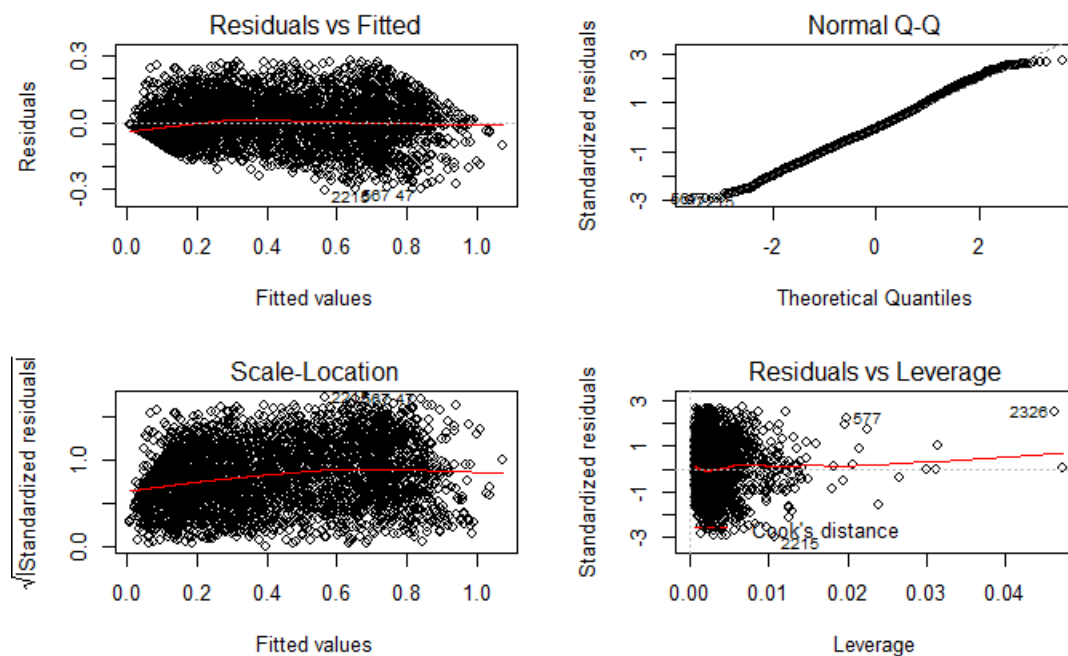 Residuals vs Fitted
Residuals
0.3
0.0
-0.3
2215 567 47
0.0 0.2 0.4 0.6 0.8 1.0
Fitted values
Normal Q-Q
Standardized residuals
3
1
-1
-3
-2 0 2
Theoretical Quantiles
Scale-Location
√|Standardized residuals|
1.0
0.0
0.0 0.2 0.4 0.6 0.8 1.0
Fitted values
Residuals vs Leverage
Standardized residuals
3
1
-1
-3
577
2326
Cook's distance
2215
0.00 0.01 0.02 0.03 0.04
Leverage